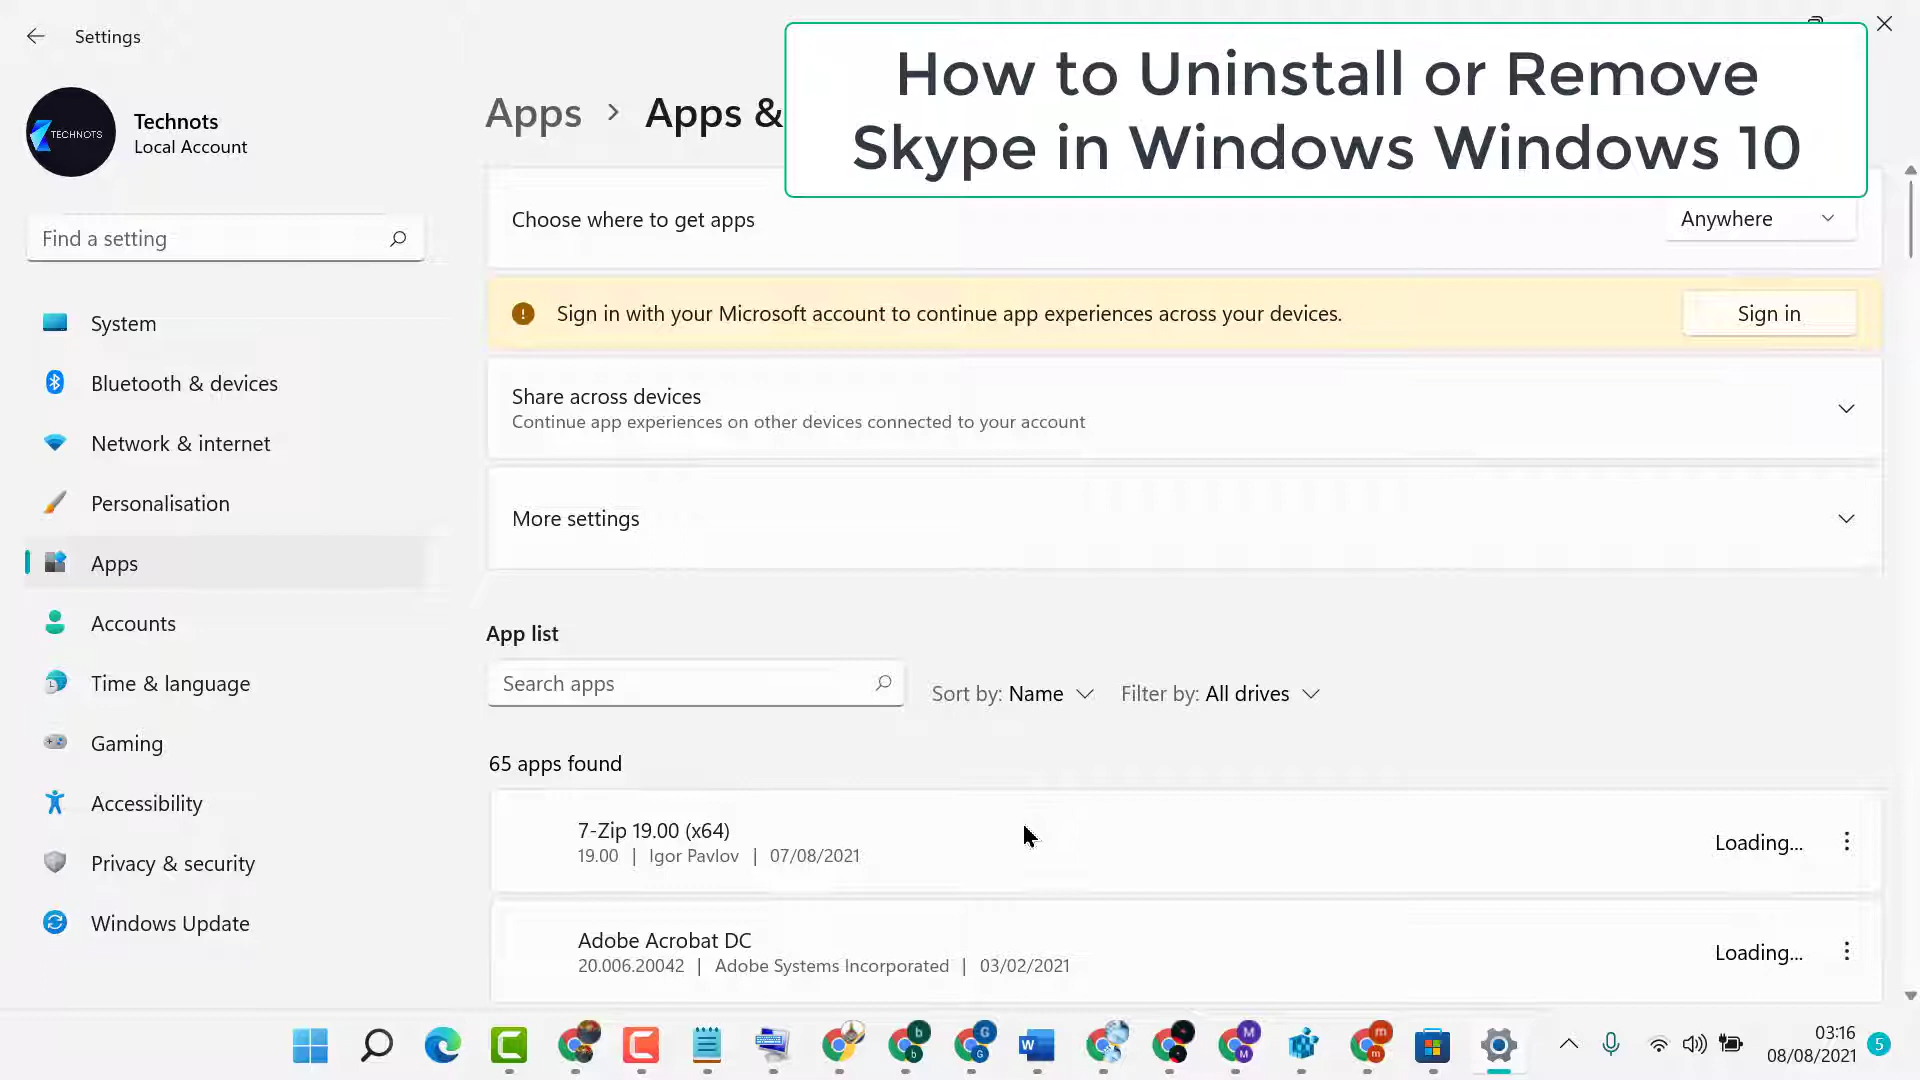 Settings
How to Uninstall or Remove
Skype in Windows Windows 10
TECHNOTS
Technots
Local Account
Apps > Apps &
Find a setting
Choose where to get apps
Anywhere
Sign in with your Microsoft account to continue app experiences across your devices.
Sign in
System
Bluetooth & devices
Share across devices
Continue app experiences on other devices connected to your account
Network & internet
Personalisation
More settings
Apps
Accounts
App list
Time & language
Search apps
Sort by: Name
Filter by: All drives
Gaming
65 apps found
Accessibility
7-Zip 19.00 (x64)
19.00 | Igor Pavlov | 07/08/2021
Loading...
Privacy & security
Windows Update
Adobe Acrobat DC
20.006.20042 | Adobe Systems Incorporated | 03/02/2021
Loading...
b
b
G
G
W
M
M
m
m
03:16
08/08/2021
5